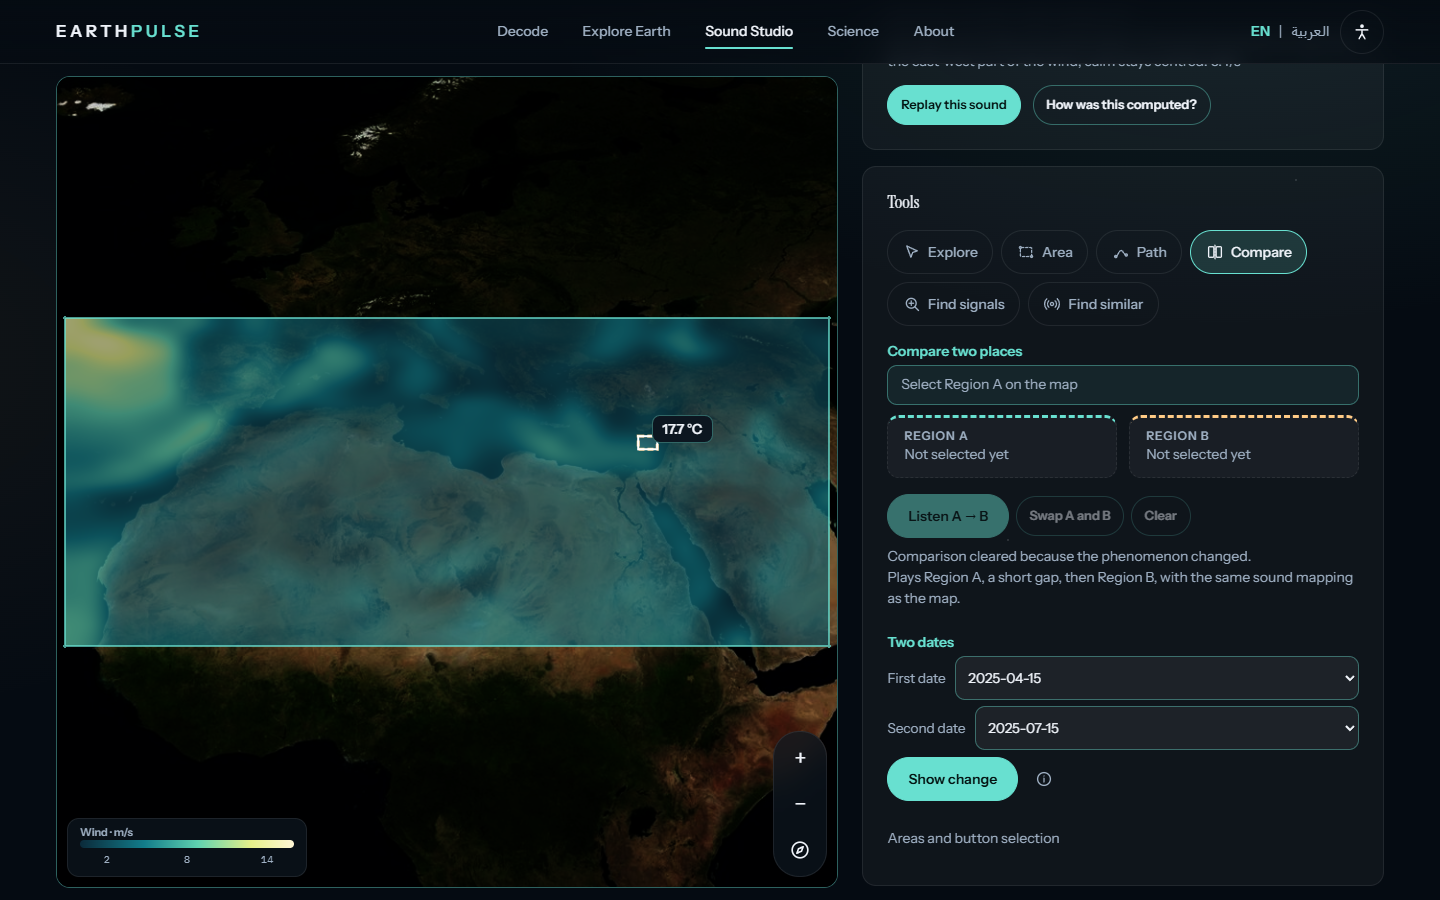 EARTHPULSE
Decode
Explore Earth
Sound Studio
Science
About
EN | العربية
Replay this sound
How was this computed?
Tools
Explore
Area
Path
Compare
Find signals
Find similar
Compare two places
Select Region A on the map
REGION A
Not selected yet
REGION B
Not selected yet
17.7 °C
Listen A → B
Swap A and B
Clear
Comparison cleared because the phenomenon changed.
Plays Region A, a short gap, then Region B, with the same sound mapping
as the map.
Two dates
First date
2025-04-15
Second date
2025-07-15
Show change
Areas and button selection
Wind · m/s
2
8
14